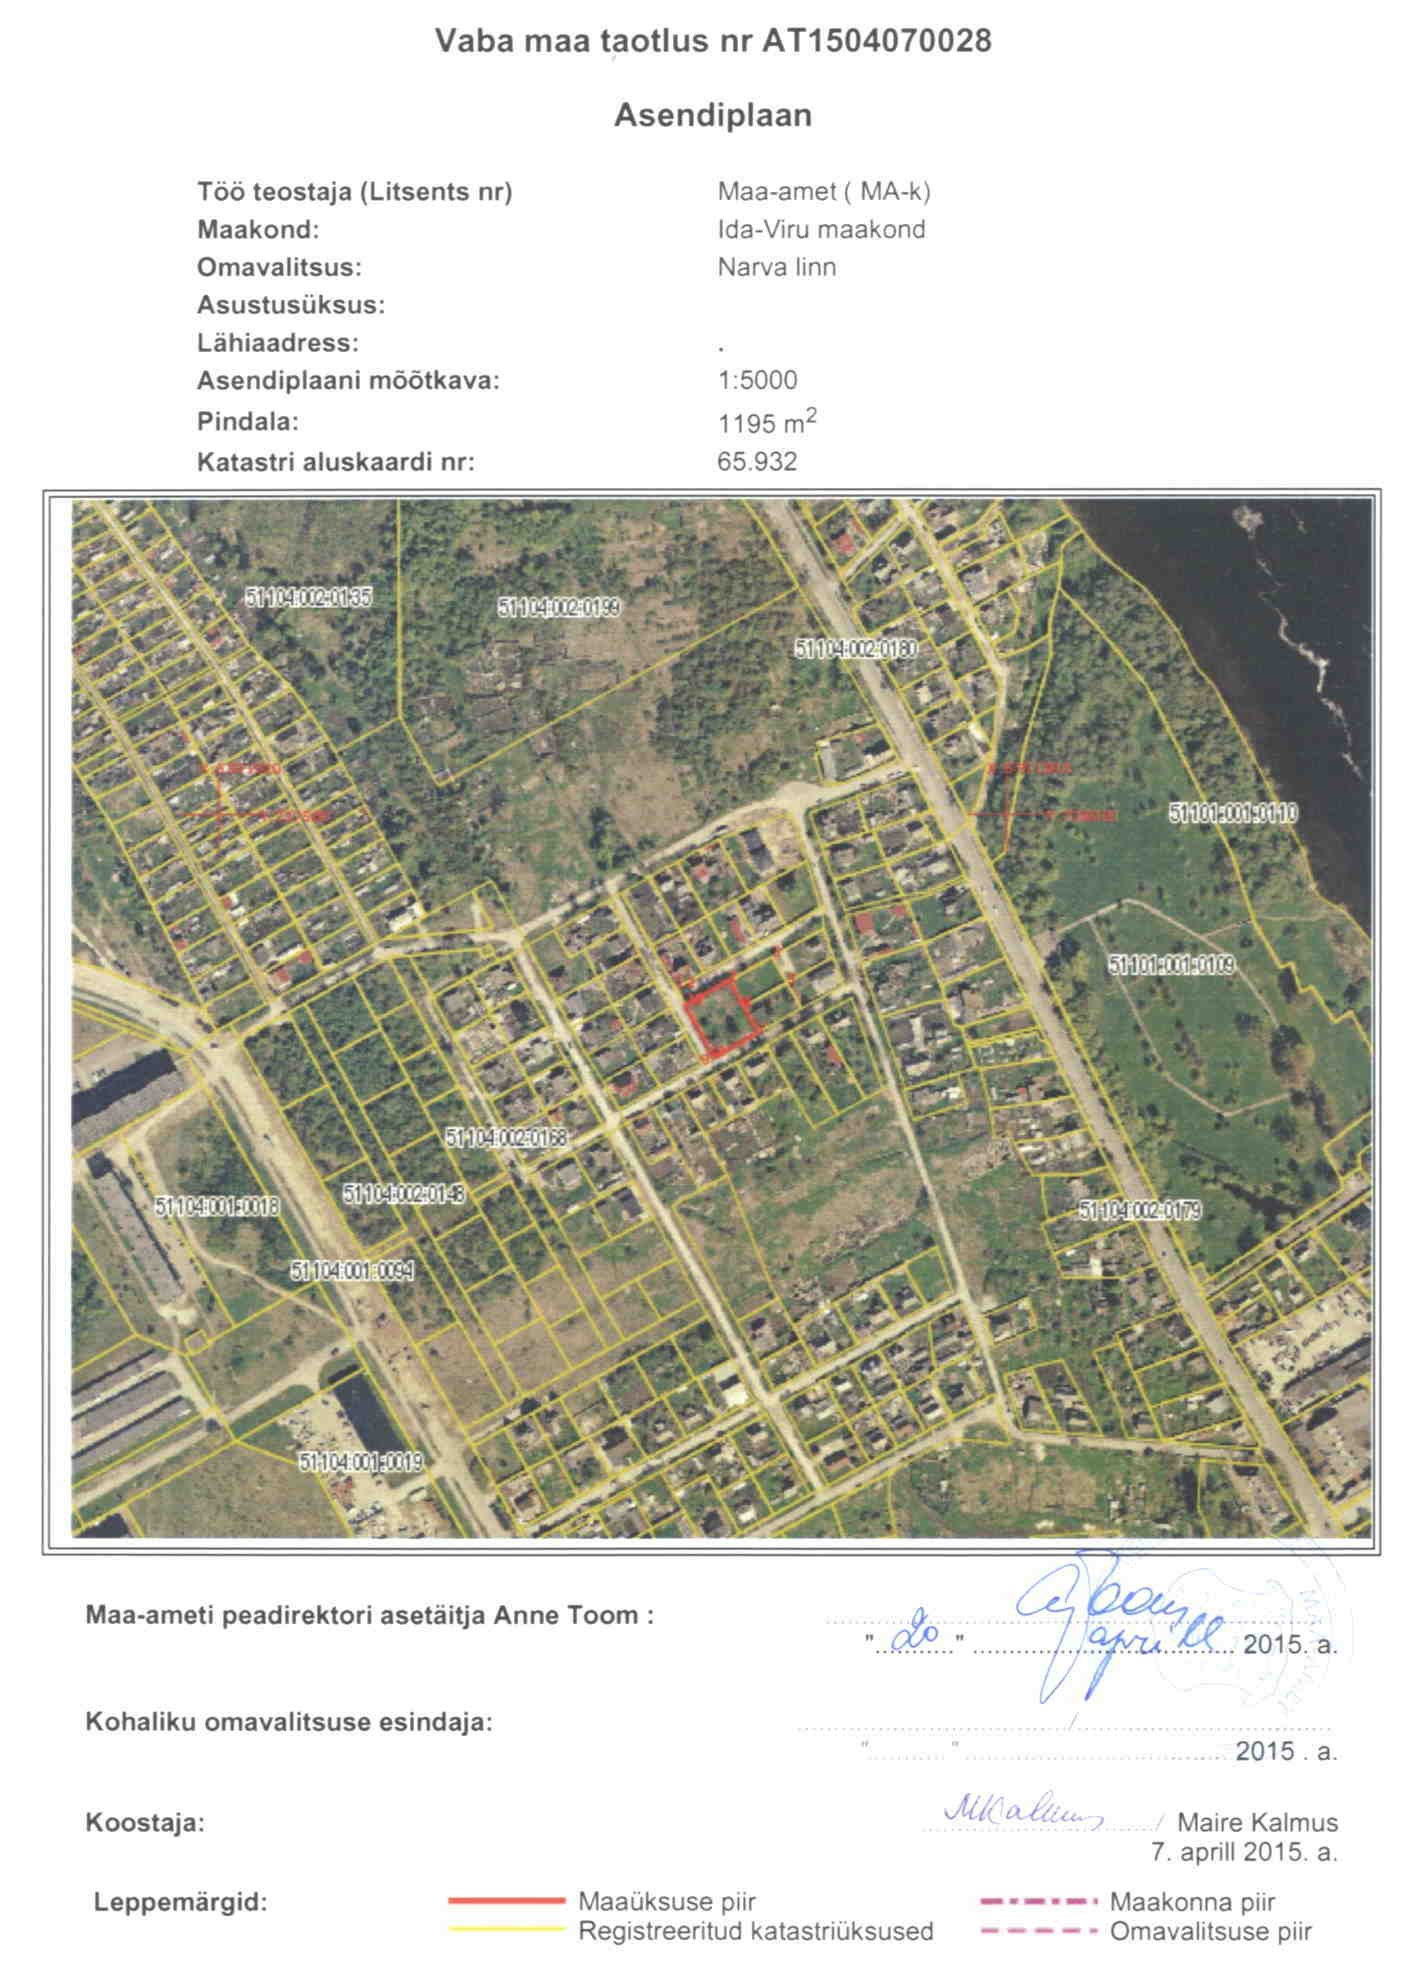 Vaba maa taotlus nr AT1504070028
Asendiplaan
Töö teostaja (Litsents nr) Maa-amet ( MA-k)
Maakond: Ida-Viru maakond
Omavalitsus: Narva linn
Asustusüksus:
Lähiaadress: .
Asendiplaani mõõtkava: 1:5000
Pindala: 1195 m²
Katastri aluskaardi nr: 65.932
51104:002:0135
51104:002:0199
51104:002:0180
51101:001:0110
51101:001:0109
51104:002:0168
51104:002:0148
51104:001:0018
51104:002:0179
51104:001:0094
51104:001:0019
Maa-ameti peadirektori asetäitja Anne Toom :
"20" aprill 2015. a.
Kohaliku omavalitsuse esindaja: /
".........." .......... 2015 . a.
Koostaja: MKalmus / Maire Kalmus
7. aprill 2015. a.
Leppemärgid: Maaüksuse piir Maakonna piir
Registreeritud katastriüksused Omavalitsuse piir